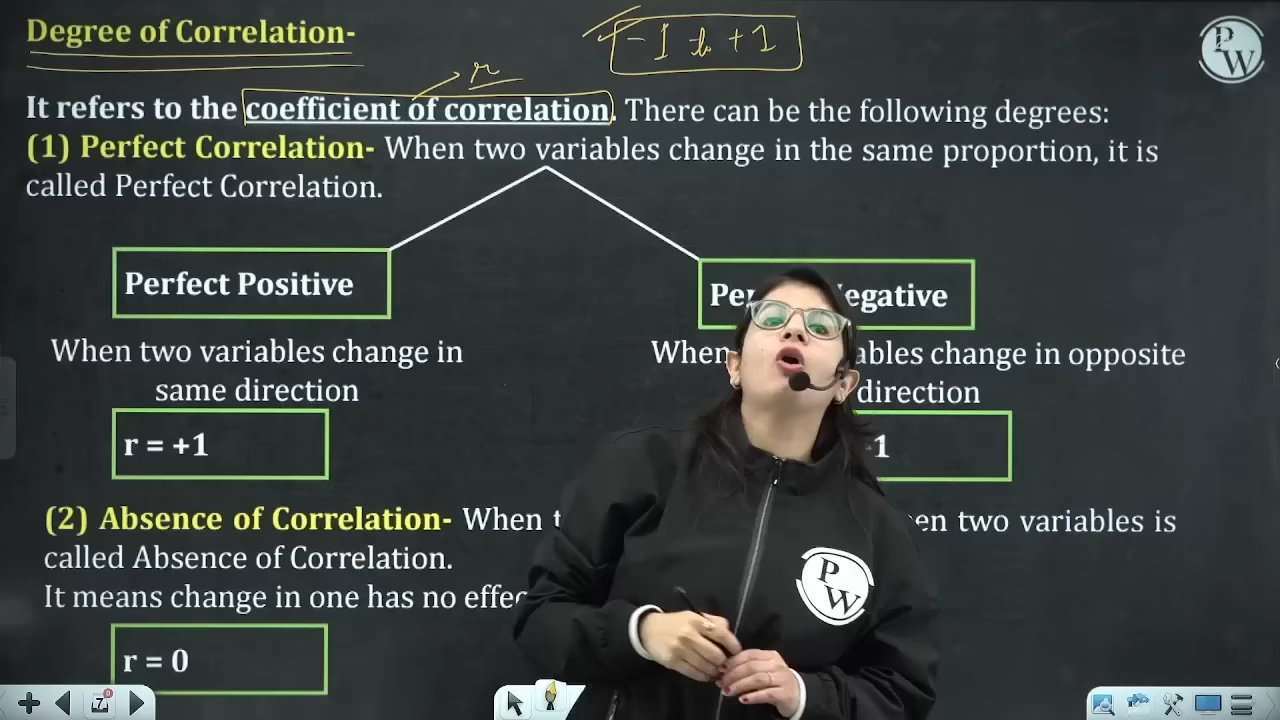 Degree of Correlation-
-1 to +1
r
PW
It refers to the coefficient of correlation. There can be the following degrees:
(1) Perfect Correlation- When two variables change in the same proportion, it is
called Perfect Correlation.
Perfect Positive
Negative
When two variables change in
same direction
When change in opposite
direction
r = +1
1
(2) Absence of Correlation- When two variables is
called Absence of Correlation.
It means change in one has no
r = 0
PW